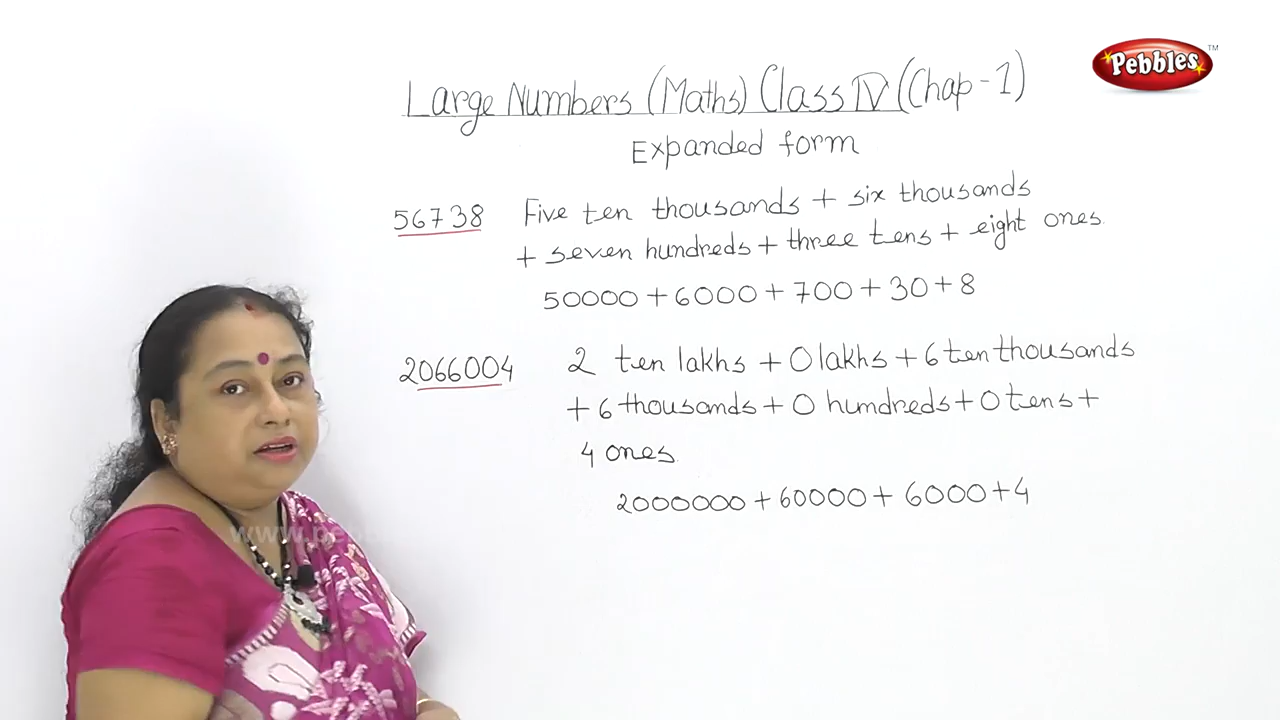 Pebbles™
Large Numbers (Maths) Class IV (Chap-1)
Expanded form
56738 Five ten thousands + six thousands
+ seven hundreds + three tens + eight ones.
50000 + 6000 + 700 + 30 + 8
2066004 2 ten lakhs + 0 lakhs + 6 ten thousands
+ 6 thousands + 0 hundreds + 0 tens +
4 ones.
2000000 + 60000 + 6000 + 4